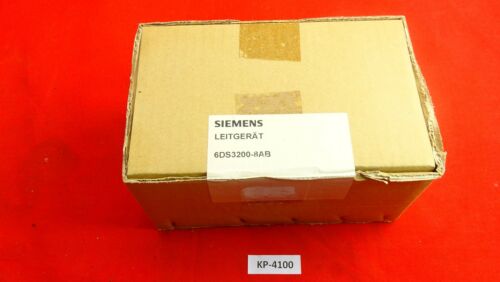 SIEMENS
LEITGERÄT
6DS3200-8AB
KP-4100